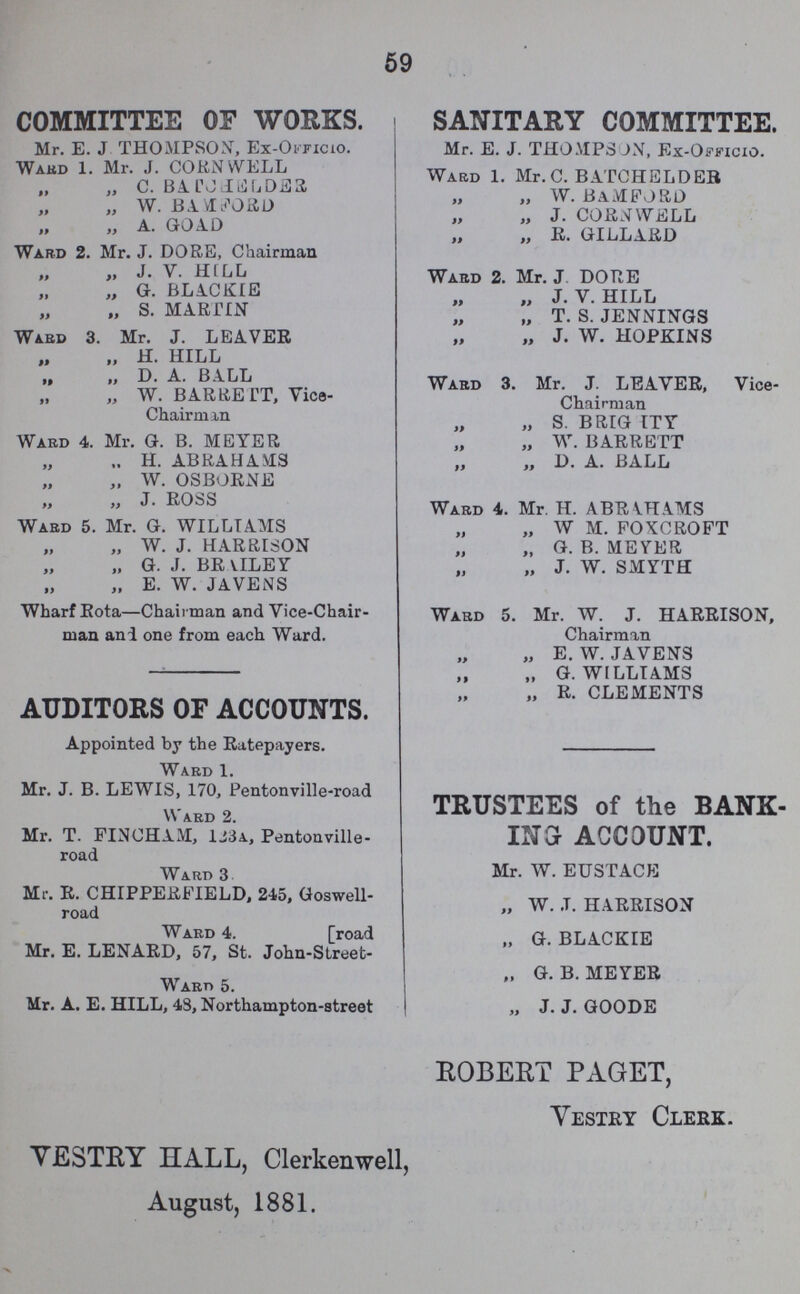 59
COMMITTEE OF WORKS.
Mr. E. J THOMPSON, Ex-Officio.
Ward 1. Mr. J. CORNWELL
„ „ C. BATCHELDER
„ „ W. BAMFORD
„ „ A. GOAD
Ward 2. Mr. J. DORE, Chairman
„ „ J. V. HILL
„ „ G. BLACKIE
„ „ S. MARTIN
Ward 3. Mr. J. LEAVER
„ „ H. HILL
„ „ D. A. BALL
„ „ W. BARRETT, Vice-
Chairman
Ward 4. Mr. G. B. MEYER
„ „ H. ABRAHAMS
„ „ W. OSBORNE
„ „ J. ROSS
Ward 5. Mr. G. WILLIAMS
„ „ W. J. HARRISON
„ „ G. J. BRAILEY
„ „ E. W. JAVENS
Wharf Rota—Chairman and Vice-Chair-
man and one from each Ward.
AUDITORS OF ACCOUNTS.
Appointed by the Ratepayers.
Ward 1.
Mr. J. B. LEWIS, 170, Pentonville-road
Ward 2.
Mr. T. FINCHAM, 123A, Pentonville-
road
Ward 3
Mr. R. CHIPPERFIELD, 245, Goswell-
road
Ward 4. [road
Mr. E. LENARD, 57, St. John-Street-
Ward 5.
Mr. A. E. HILL, 48, Northampton-street
SANITARY COMMITTEE.
Mr. E. J. THOMPSON, Ex-Officio.
Ward 1. Mr. C. BATCHELDER
„ „ W. BAMFORD
„ „ J. CORNWELL
„ „ R. GILLARD
Ward 2. Mr. J DORE
„ „ J. V. HILL
„ „ T. S. JENNINGS
„ „ J. W. HOPKINS
Ward 3. Mr. J. LEAVER, Vice-
Chairman
„ „ S. BRIGHTY
„ „ W. BARRETT
„ „ D. A. BALL
Ward 4. Mr. H. ABRAHAMS
„ „ W M. FOXCROFT
„ „ G. B. MEYER
„ „ J. W. SMYTH
Ward 5. Mr. W. J. HARRISON,
Chairman
„ „ E. W. JAVENS
„ „ G. WILLIAMS
„ „ R. CLEMENTS
TRUSTEES of the BANK-
ING ACCOUNT.
Mr. W. EUSTACE
„ W. J. HARRISON
„ G. BLACKIE
„ G. B. MEYER
„ J. J. GOODE
ROBERT PAGET,
Vestry Clerk.
VESTRY HALL, Clerkenwell,
August, 1881.